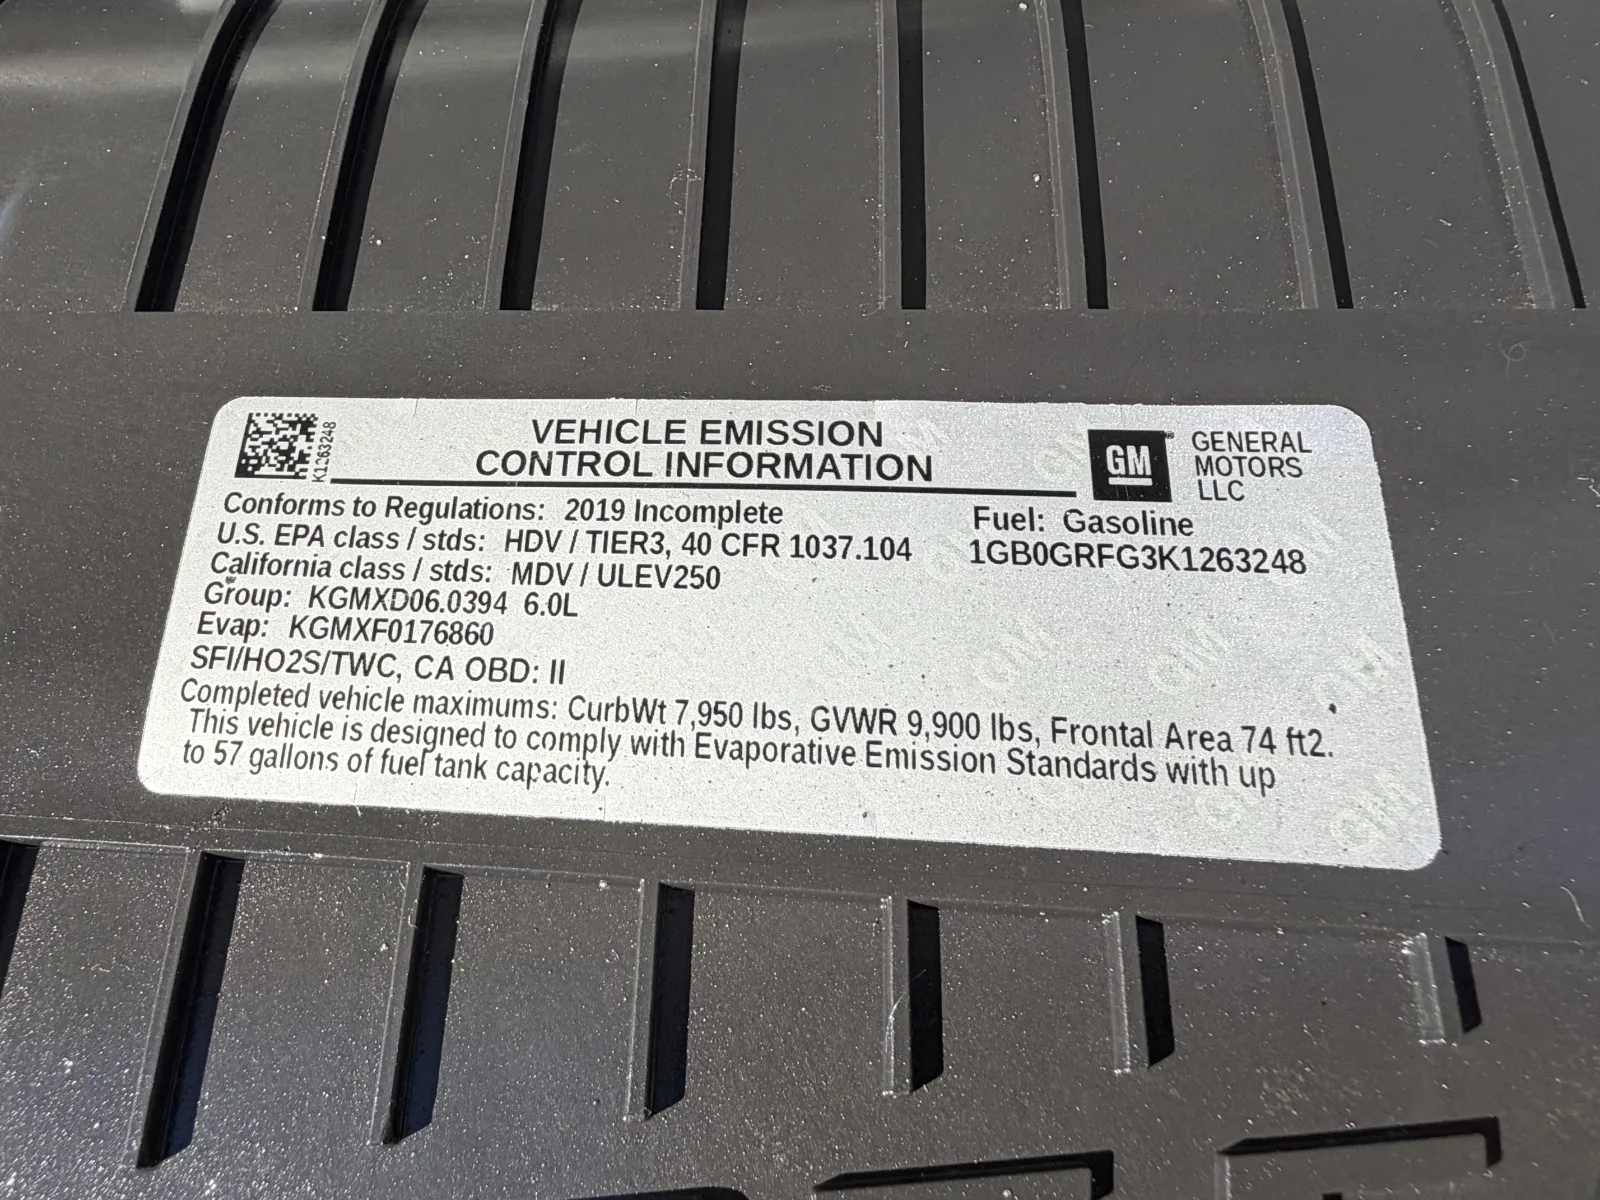 K1263248
VEHICLE EMISSION
CONTROL INFORMATION
GM
GENERAL
MOTORS
LLC
Conforms to Regulations: 2019 Incomplete
Fuel: Gasoline
U.S. EPA class / stds: HDV / TIER3, 40 CFR 1037.104
1GB0GRFG3K1263248
California class / stds: MDV / ULEV250
Group: KGMXD06.0394 6.0L
Evap: KGMXF0176860
SFI/HO2S/TWC, CA OBD: II
Completed vehicle maximums: CurbWt 7,950 lbs, GVWR 9,900 lbs, Frontal Area 74 ft2.
This vehicle is designed to comply with Evaporative Emission Standards with up
to 57 gallons of fuel tank capacity.